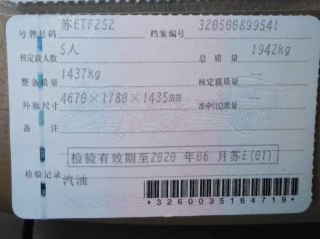 号牌号码 苏ETF252 档案编号 320500899541
核定载人数 5人 总质量 1942kg
整备质量 1437kg 核定载质量 --
外廓尺寸 4670×1780×1435mm 准牵引总质量 --
备注
检验有效期至2020 年06 月苏E(01)
检验记录
汽油
*3260035164719*